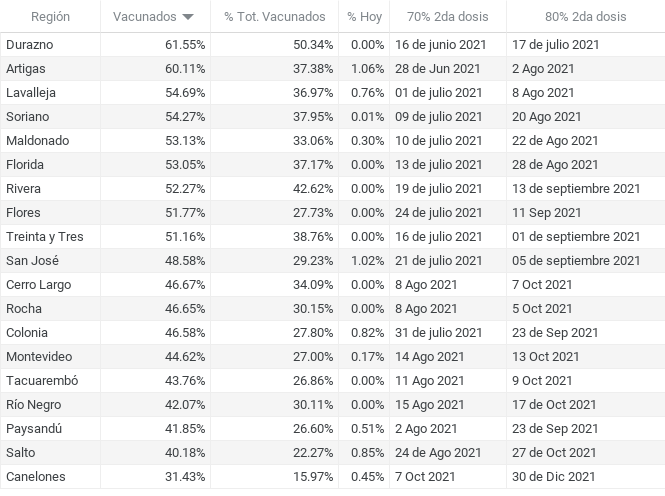 Región Vacunados % Tot. Vacunados % Hoy 70% 2da dosis 80% 2da dosis
Durazno 61.55% 50.34% 0.00% 16 de junio 2021 17 de julio 2021
Artigas 60.11% 37.38% 1.06% 28 de Jun 2021 2 Ago 2021
Lavalleja 54.69% 36.97% 0.76% 01 de julio 2021 8 Ago 2021
Soriano 54.27% 37.95% 0.01% 09 de julio 2021 20 Ago 2021
Maldonado 53.13% 33.06% 0.30% 10 de julio 2021 22 de Ago 2021
Florida 53.05% 37.17% 0.00% 13 de julio 2021 28 de Ago 2021
Rivera 52.27% 42.62% 0.00% 19 de julio 2021 13 de septiembre 2021
Flores 51.77% 27.73% 0.00% 24 de julio 2021 11 Sep 2021
Treinta y Tres 51.16% 38.76% 0.00% 16 de julio 2021 01 de septiembre 2021
San José 48.58% 29.23% 1.02% 21 de julio 2021 05 de septiembre 2021
Cerro Largo 46.67% 34.09% 0.00% 8 Ago 2021 7 Oct 2021
Rocha 46.65% 30.15% 0.00% 8 Ago 2021 5 Oct 2021
Colonia 46.58% 27.80% 0.82% 31 de julio 2021 23 de Sep 2021
Montevideo 44.62% 27.00% 0.17% 14 Ago 2021 13 Oct 2021
Tacuarembó 43.76% 26.86% 0.00% 11 Ago 2021 9 Oct 2021
Río Negro 42.07% 30.11% 0.00% 15 Ago 2021 17 de Oct 2021
Paysandú 41.85% 26.60% 0.51% 2 Ago 2021 23 de Sep 2021
Salto 40.18% 22.27% 0.85% 24 de Ago 2021 27 de Oct 2021
Canelones 31.43% 15.97% 0.45% 7 Oct 2021 30 de Dic 2021